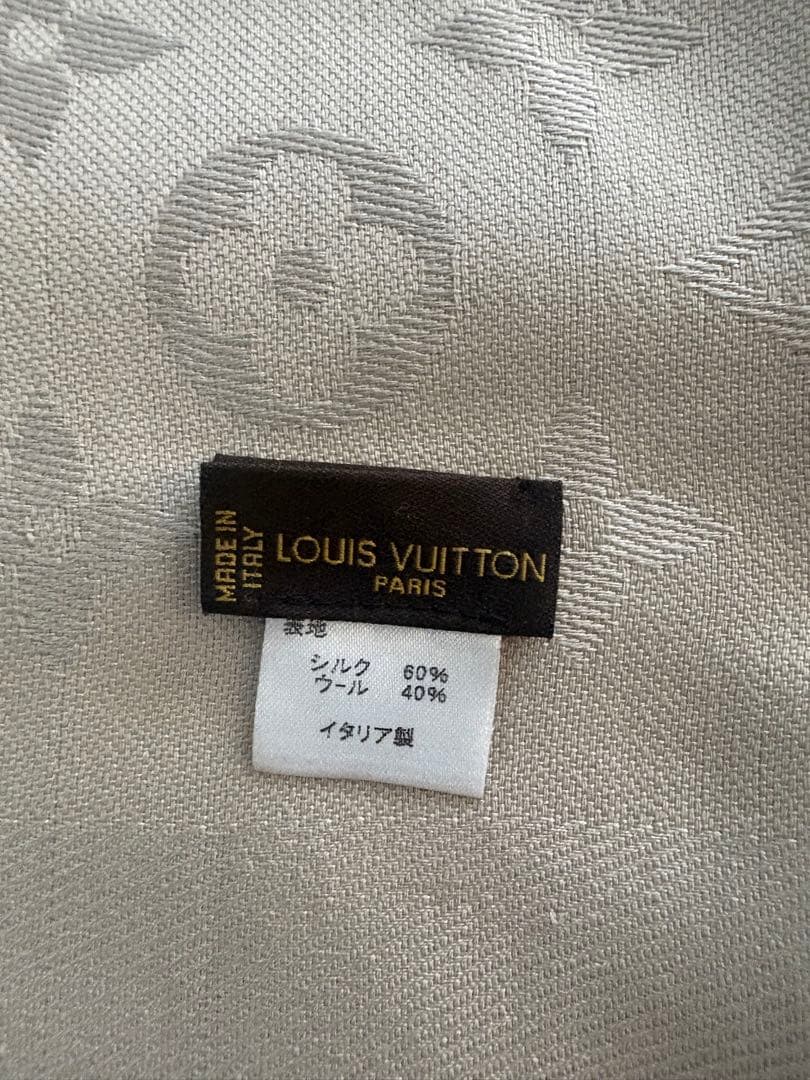 MADE IN
ITALY
LOUIS VUITTON
PARIS
表地
シルク 60%
ウール 40%
イタリア製